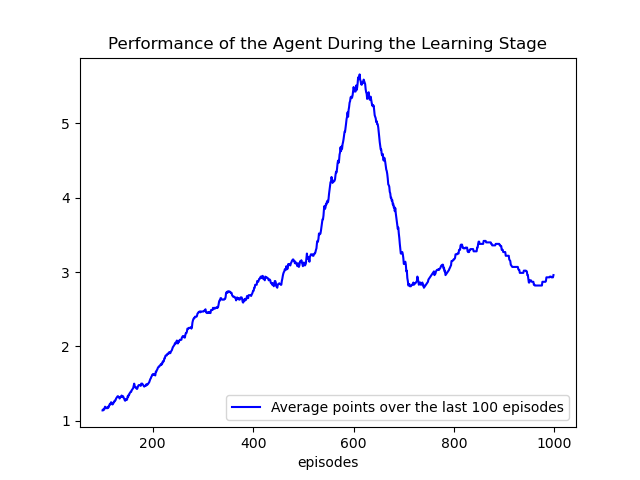 Performance of the Agent During the Learning Stage
5
4
3
2
1
Average points over the last 100 episodes
200 400 600 800 1000
episodes